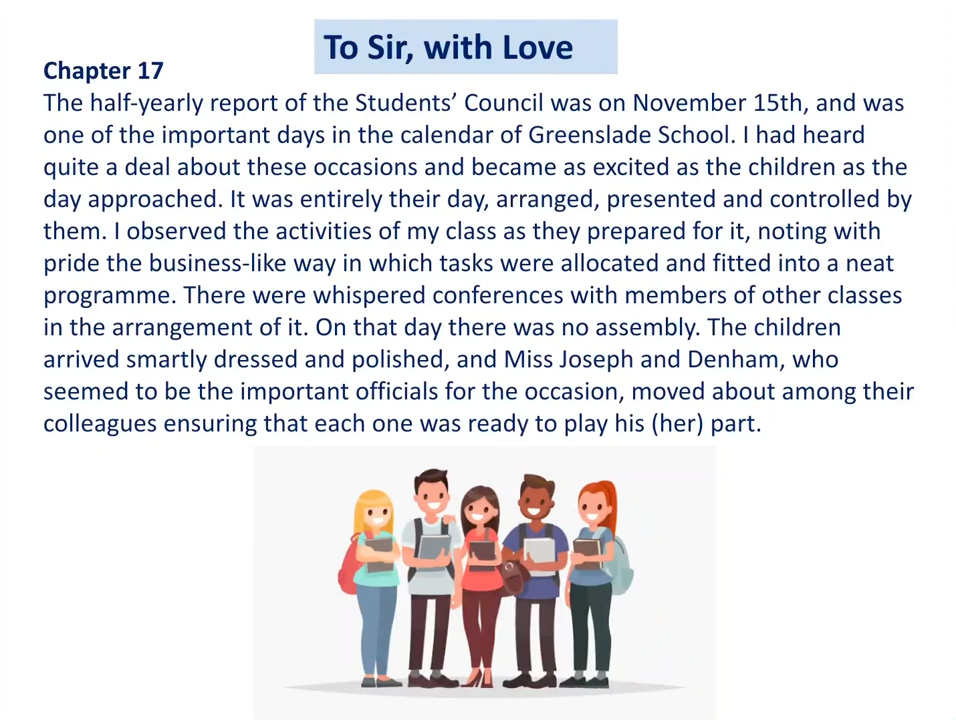 To Sir, with Love
Chapter 17
The half-yearly report of the Students’ Council was on November 15th, and was
one of the important days in the calendar of Greenslade School. I had heard
quite a deal about these occasions and became as excited as the children as the
day approached. It was entirely their day, arranged, presented and controlled by
them. I observed the activities of my class as they prepared for it, noting with
pride the business-like way in which tasks were allocated and fitted into a neat
programme. There were whispered conferences with members of other classes
in the arrangement of it. On that day there was no assembly. The children
arrived smartly dressed and polished, and Miss Joseph and Denham, who
seemed to be the important officials for the occasion, moved about among their
colleagues ensuring that each one was ready to play his (her) part.